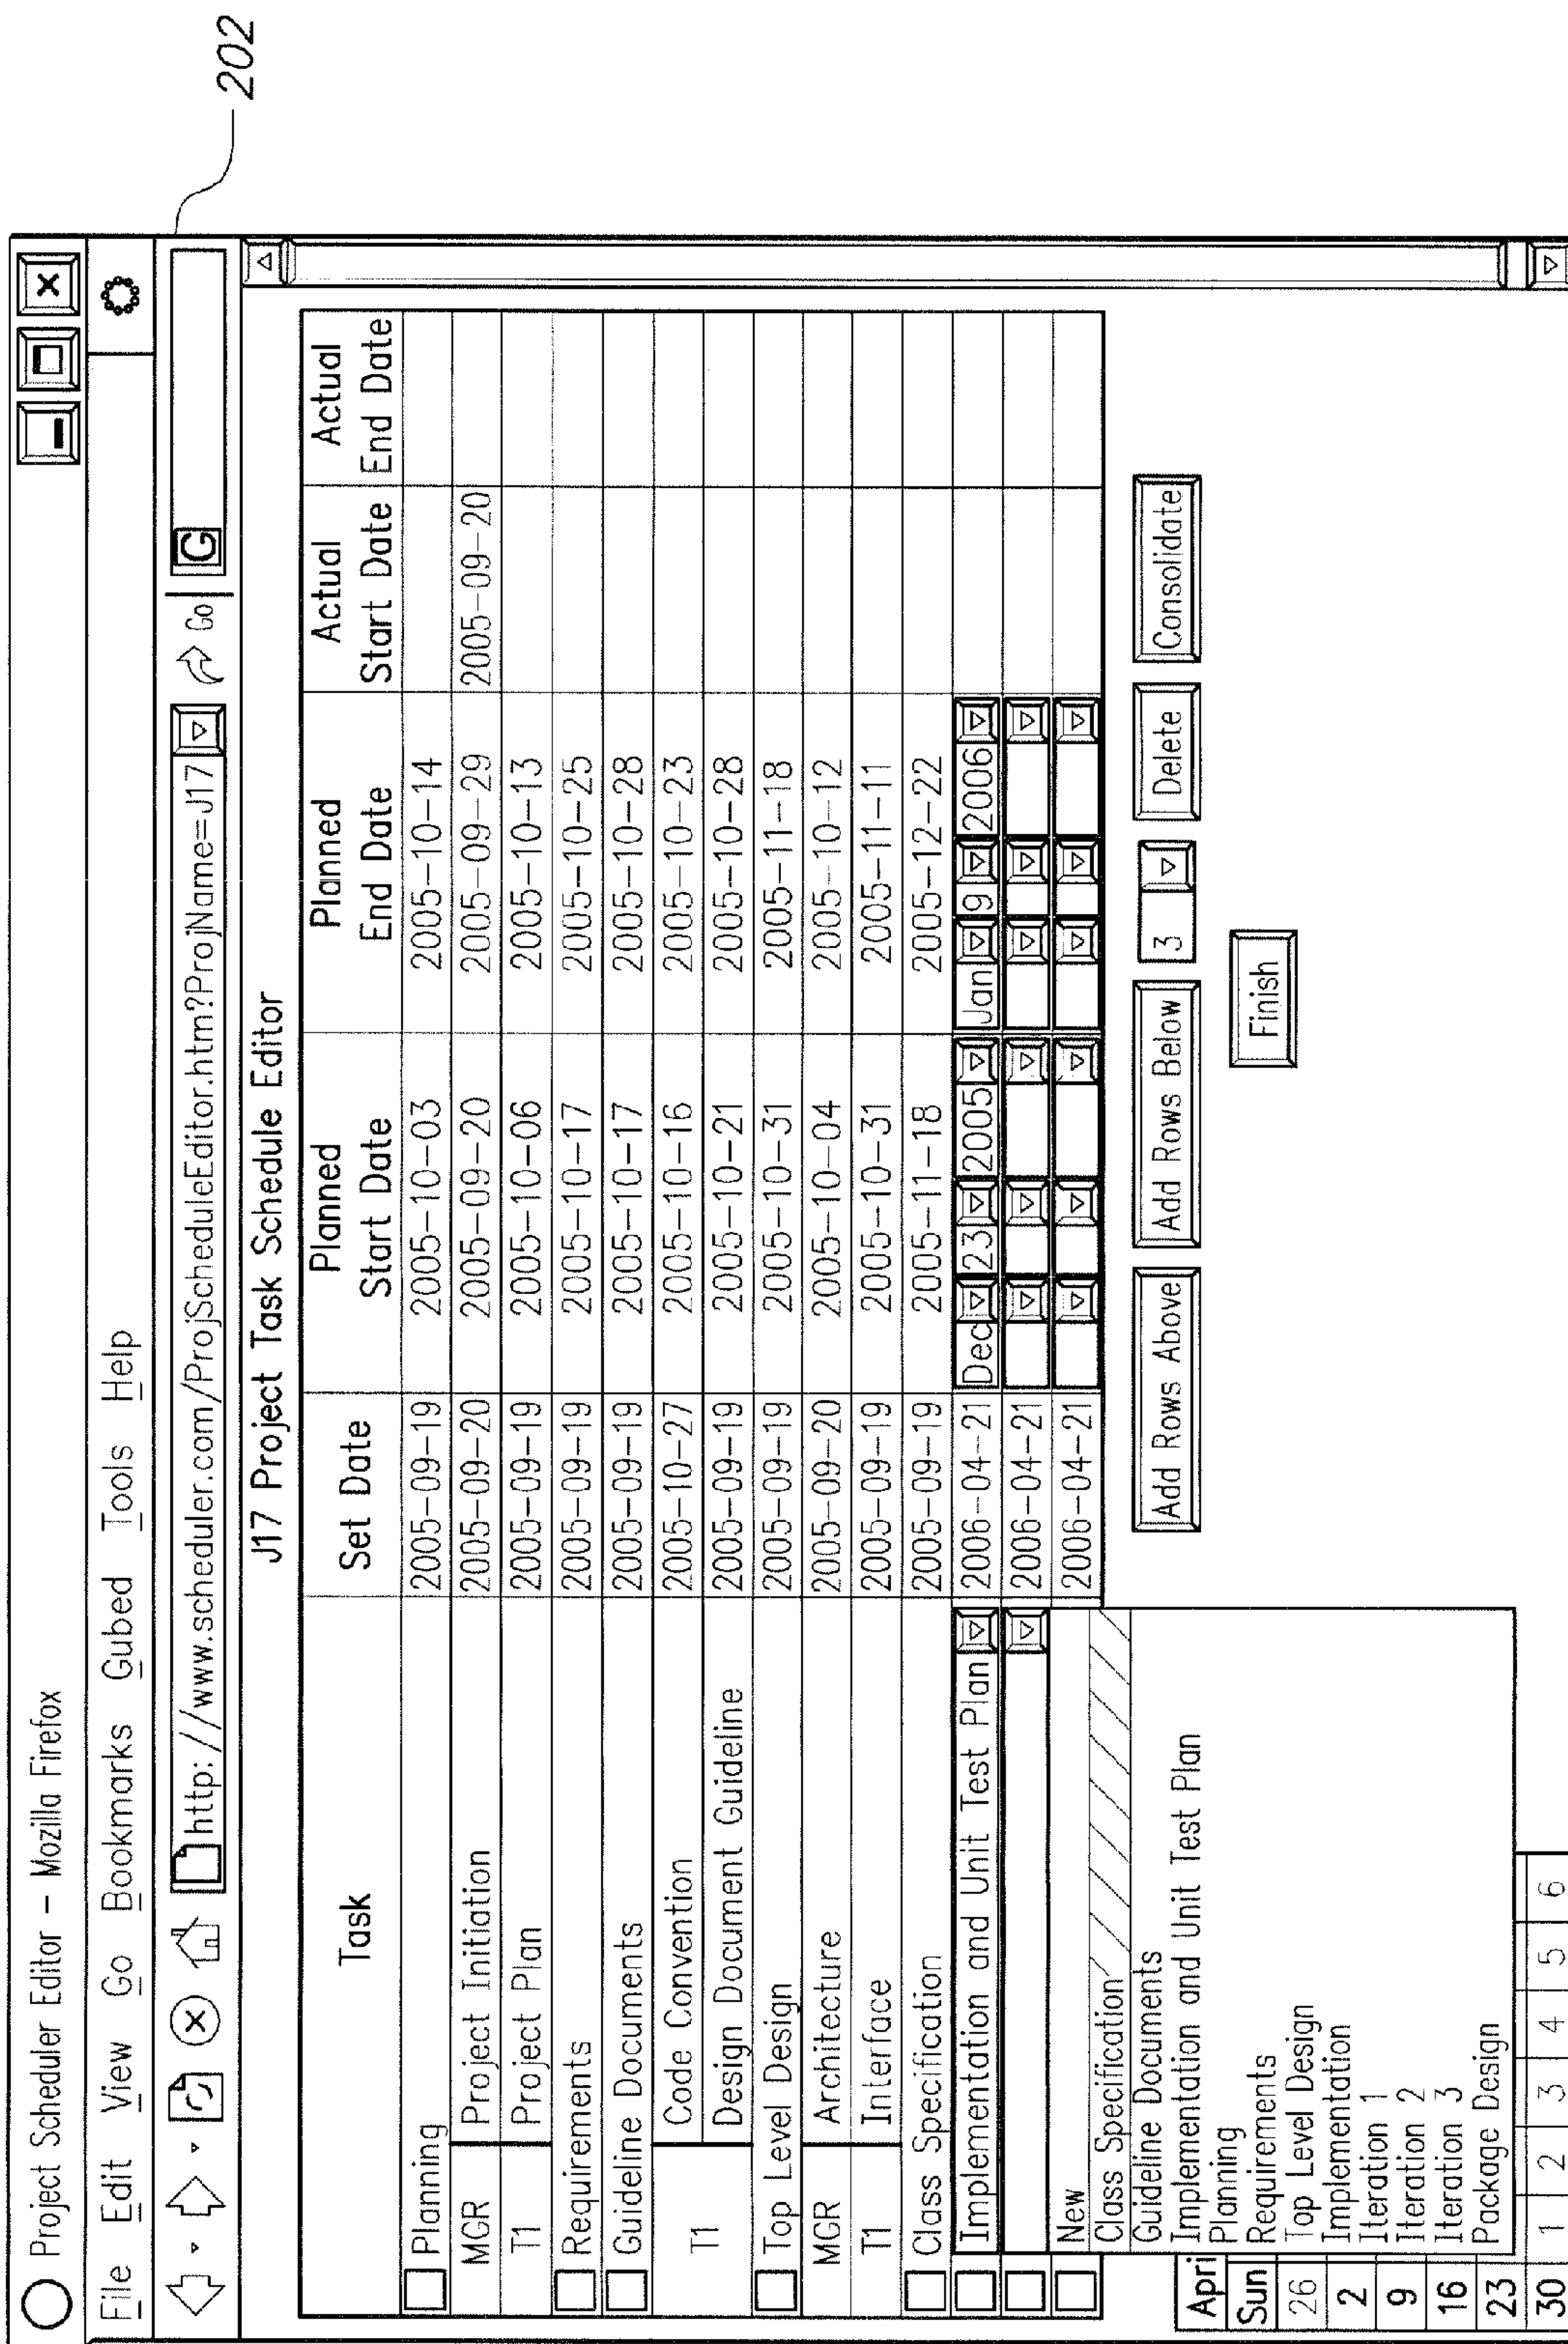 202
Project Scheduler Editor – Mozilla Firefox
File Edit View Go Bookmarks Gubed Tools Help
http://www.scheduler.com/ProjScheduleEditor.htm?ProjName=J17 Go G
J17 Project Task Schedule Editor
Task Set Date Planned Start Date Planned End Date Actual Start Date Actual End Date
Planning 2005-09-19 2005-10-03 2005-10-14
MGR Project Initiation 2005-09-20 2005-09-20 2005-09-29 2005-09-20
T1 Project Plan 2005-09-19 2005-10-06 2005-10-13
Requirements 2005-09-19 2005-10-17 2005-10-25
Guideline Documents 2005-09-19 2005-10-17 2005-10-28
T1 Code Convention 2005-10-27 2005-10-16 2005-10-23
Design Document Guideline 2005-09-19 2005-10-21 2005-10-28
Top Level Design 2005-09-19 2005-10-31 2005-11-18
MGR Architecture 2005-09-20 2005-10-04 2005-10-12
T1 Interface 2005-09-19 2005-10-31 2005-11-11
Class Specification 2005-09-19 2005-11-18 2005-12-22
Implementation and Unit Test Plan 2006-04-21 Dec 23 2005 Jan 9 2006
2006-04-21
New 2006-04-21
Class Specification
Guideline Documents
Implementation and Unit Test Plan
Planning
Requirements
Top Level Design
Implementation
Iteration 1
Iteration 2
Iteration 3
Package Design
Add Rows Above Add Rows Below 3 Delete Consolidate
Finish
Apri
Sun
26
2
9
16
23
30 1 2 3 4 5 6